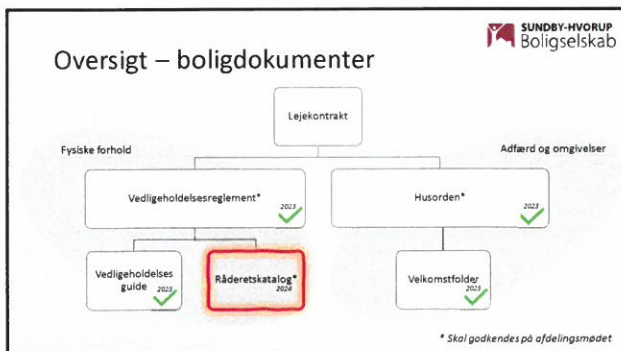 SUNDBY-HVORUP
Boligselskab
Oversigt – boligdokumenter
Lejekontrakt
Fysiske forhold
Adfærd og omgivelser
Vedligeholdelsesreglement*
2023
Husorden*
2023
Vedligeholdelses
guide
2023
Råderetskatalog*
2024
Velkomstfolder
2023
* Skal godkendes på afdelingsmødet